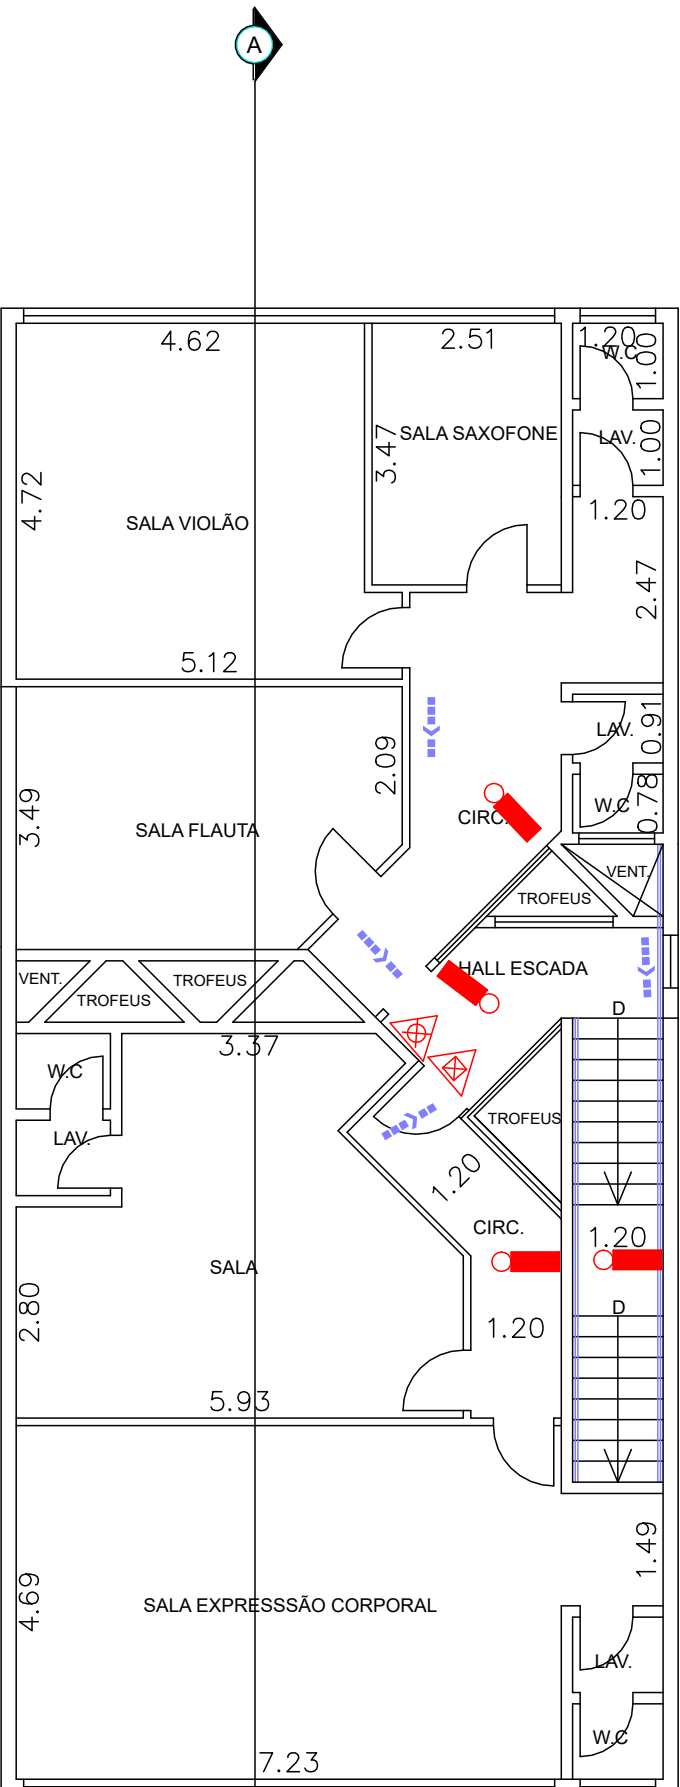 A
4.62
2.51
1.20
W.C
1.00
SALA SAXOFONE
3.47
LAV.
1.00
4.72
SALA VIOLÃO
1.20
2.47
5.12
LAV.
0.91
2.09
3.49
SALA FLAUTA
CIRC.
W.C
0.78
VENT.
TROFEUS
HALL ESCADA
VENT.
TROFEUS
TROFEUS
D
3.37
W.C
TROFEUS
LAV.
1.20
CIRC.
1.20
SALA
2.80
D
1.20
5.93
1.49
4.69
SALA EXPRESSSÃO CORPORAL
LAV.
W.C
7.23